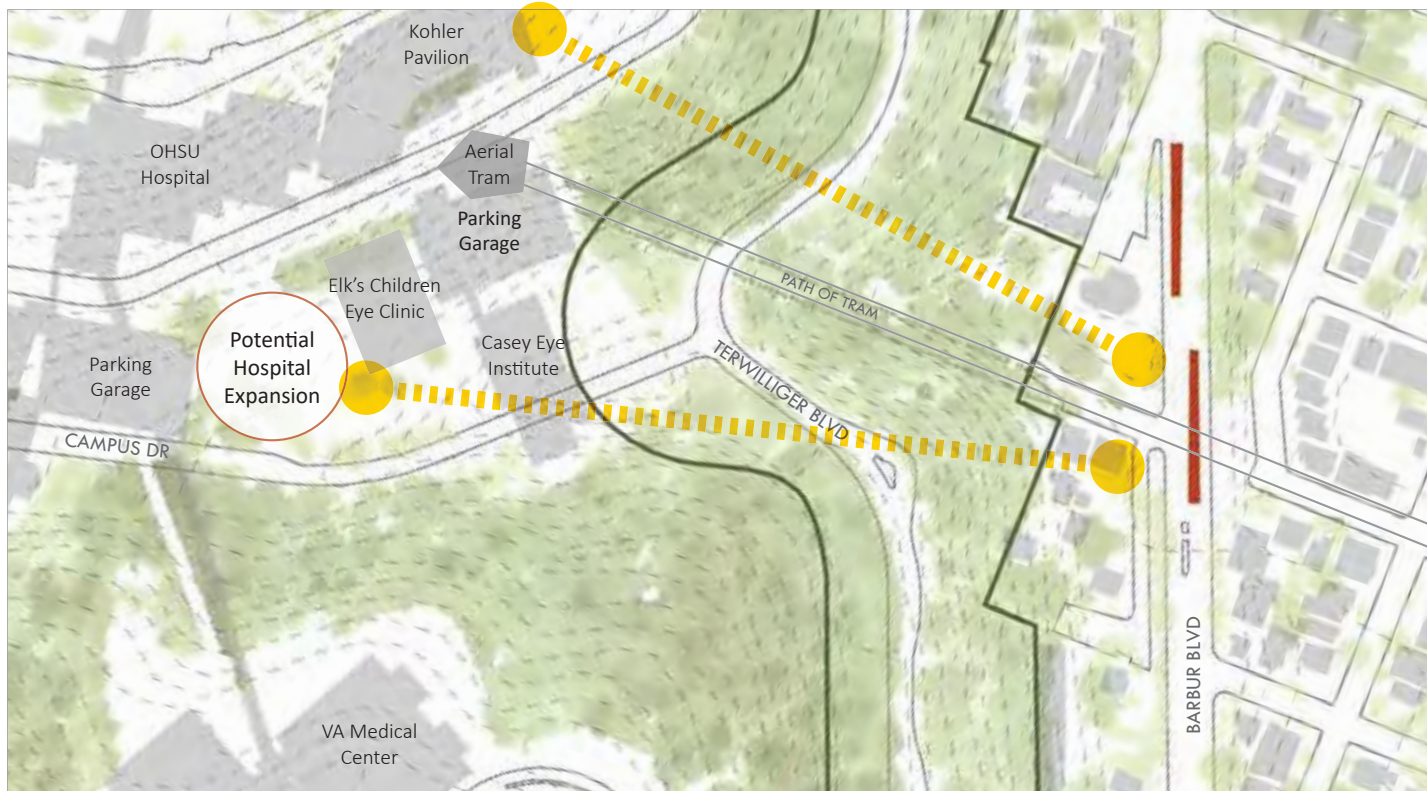 Kohler
Pavilion
OHSU
Hospital
Aerial
Tram
Parking
Garage
PATH OF TRAM
Elk’s Children
Eye Clinic
Potential
Hospital
Expansion
Casey Eye
Institute
TERWILLIGER BLVD
Parking
Garage
CAMPUS DR
BARBUR BLVD
VA Medical
Center